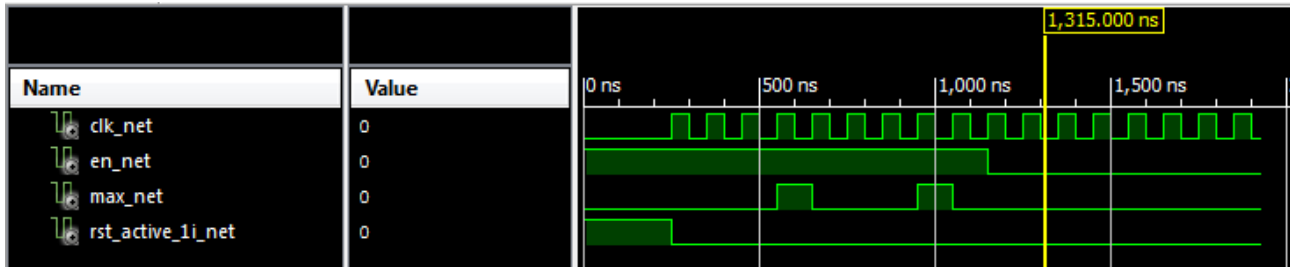 1,315.000 ns
Name Value 0 ns 500 ns 1,000 ns 1,500 ns
clk_net 0
en_net 0
max_net 0
rst_active_1i_net 0